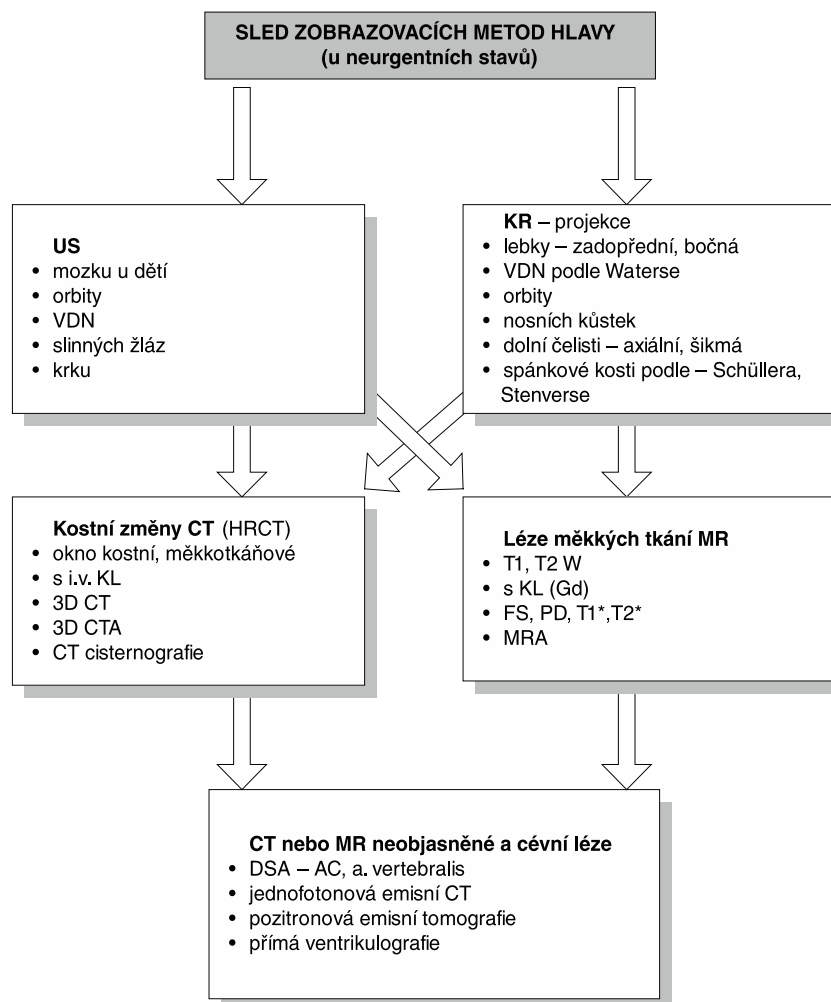 SLED ZOBRAZOVACÍCH METOD HLAVY
(u neurgentních stavů)
US
• mozku u dětí
• orbity
• VDN
• slinných žláz
• krku
KR – projekce
• lebky – zadopřední, bočná
• VDN podle Waterse
• orbity
• nosních kůstek
• dolní čelisti – axiální, šikmá
• spánkové kosti podle – Schüllera,
Stenverse
Kostní změny CT (HRCT)
• okno kostní, měkkotkáňové
• s i.v. KL
• 3D CT
• 3D CTA
• CT cisternografie
Léze měkkých tkání MR
• T1, T2 W
• s KL (Gd)
• FS, PD, T1*,T2*
• MRA
CT nebo MR neobjasněné a cévní léze
• DSA – AC, a. vertebralis
• jednofotonová emisní CT
• pozitronová emisní tomografie
• přímá ventrikulografie